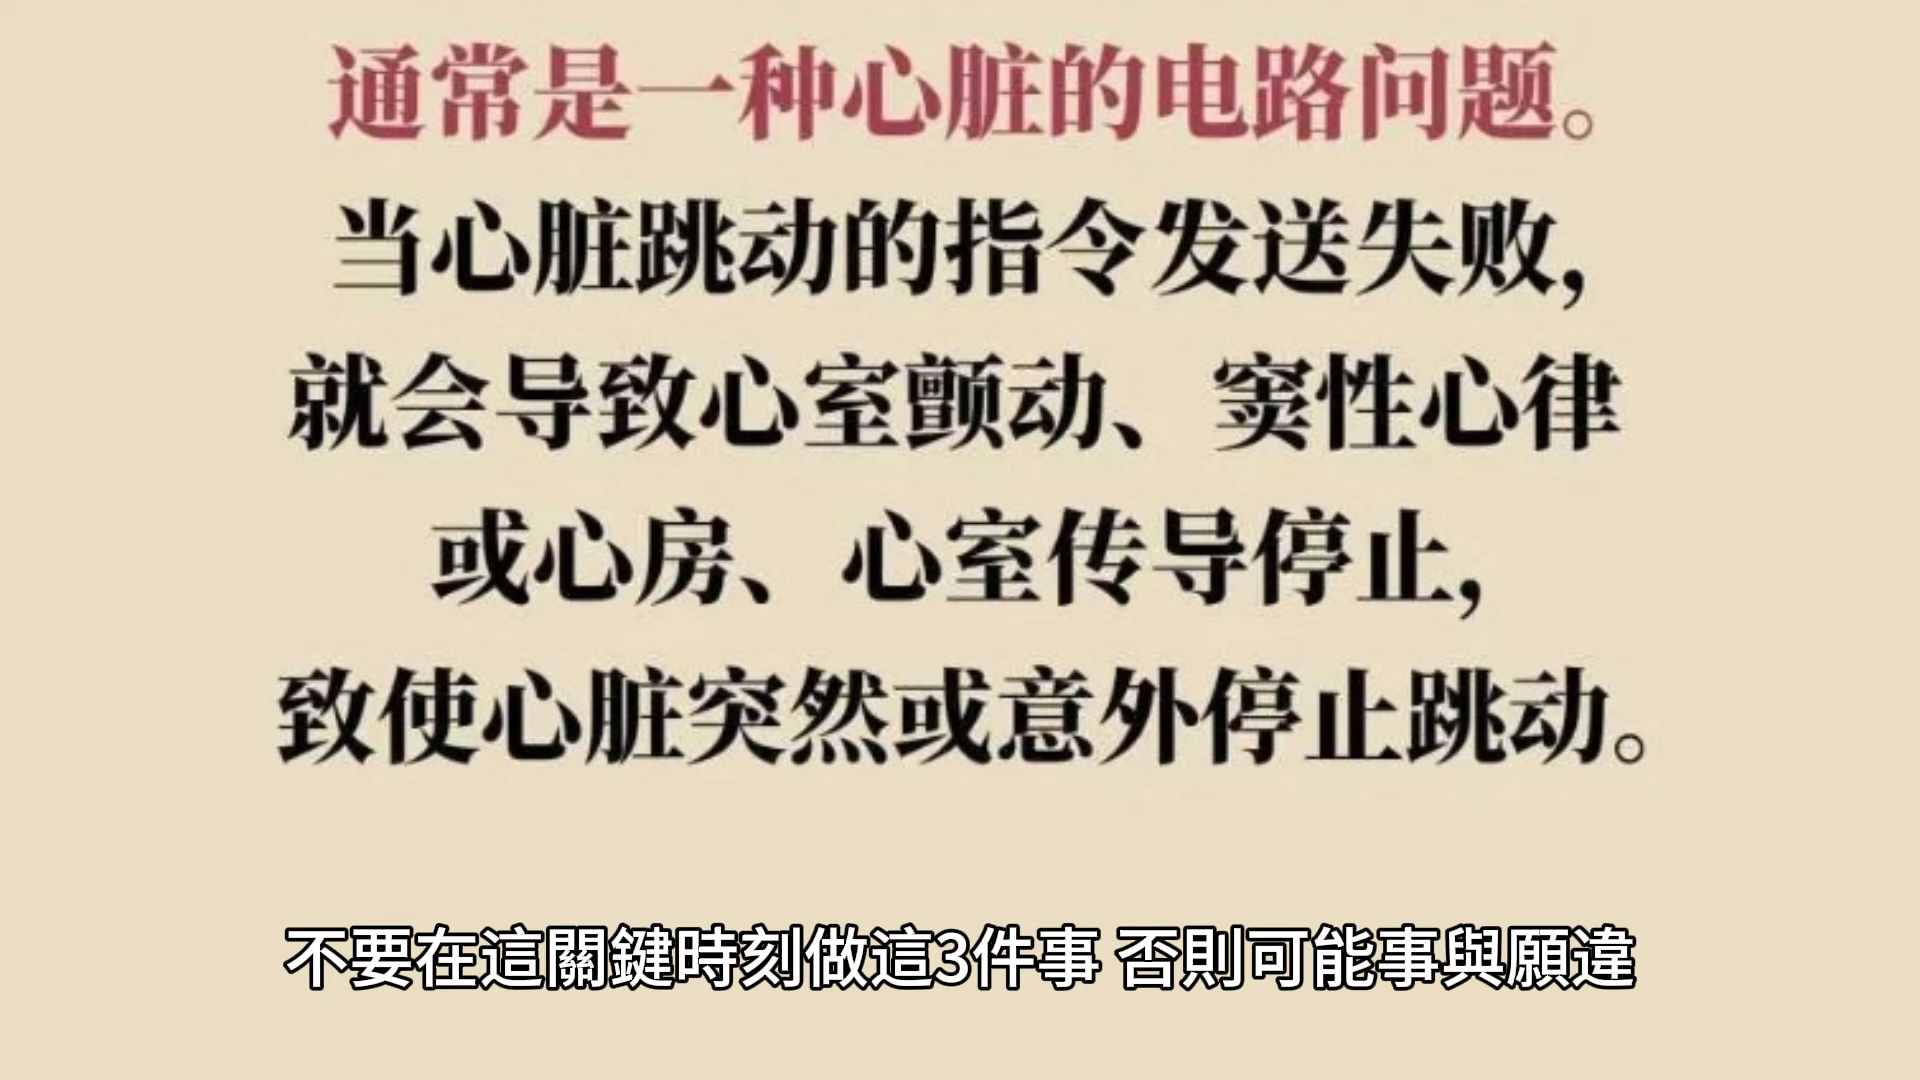 通常是一种心脏的电路问题。
当心脏跳动的指令发送失败，
就会导致心室颤动、窦性心律
或心房、心室传导停止，
致使心脏突然或意外停止跳动。
不要在這關鍵時刻做這3件事 否則可能事與願違